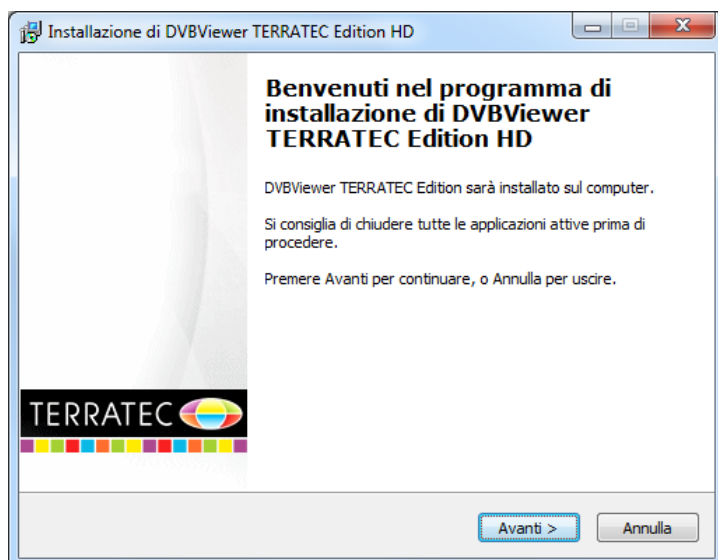 Installazione di DVBViewer TERRATEC Edition HD
Benvenuti nel programma di
installazione di DVBViewer
TERRATEC Edition HD
DVBViewer TERRATEC Edition sarà installato sul computer.
Si consiglia di chiudere tutte le applicazioni attive prima di
procedere.
Premere Avanti per continuare, o Annulla per uscire.
TERRATEC
Avanti >
Annulla